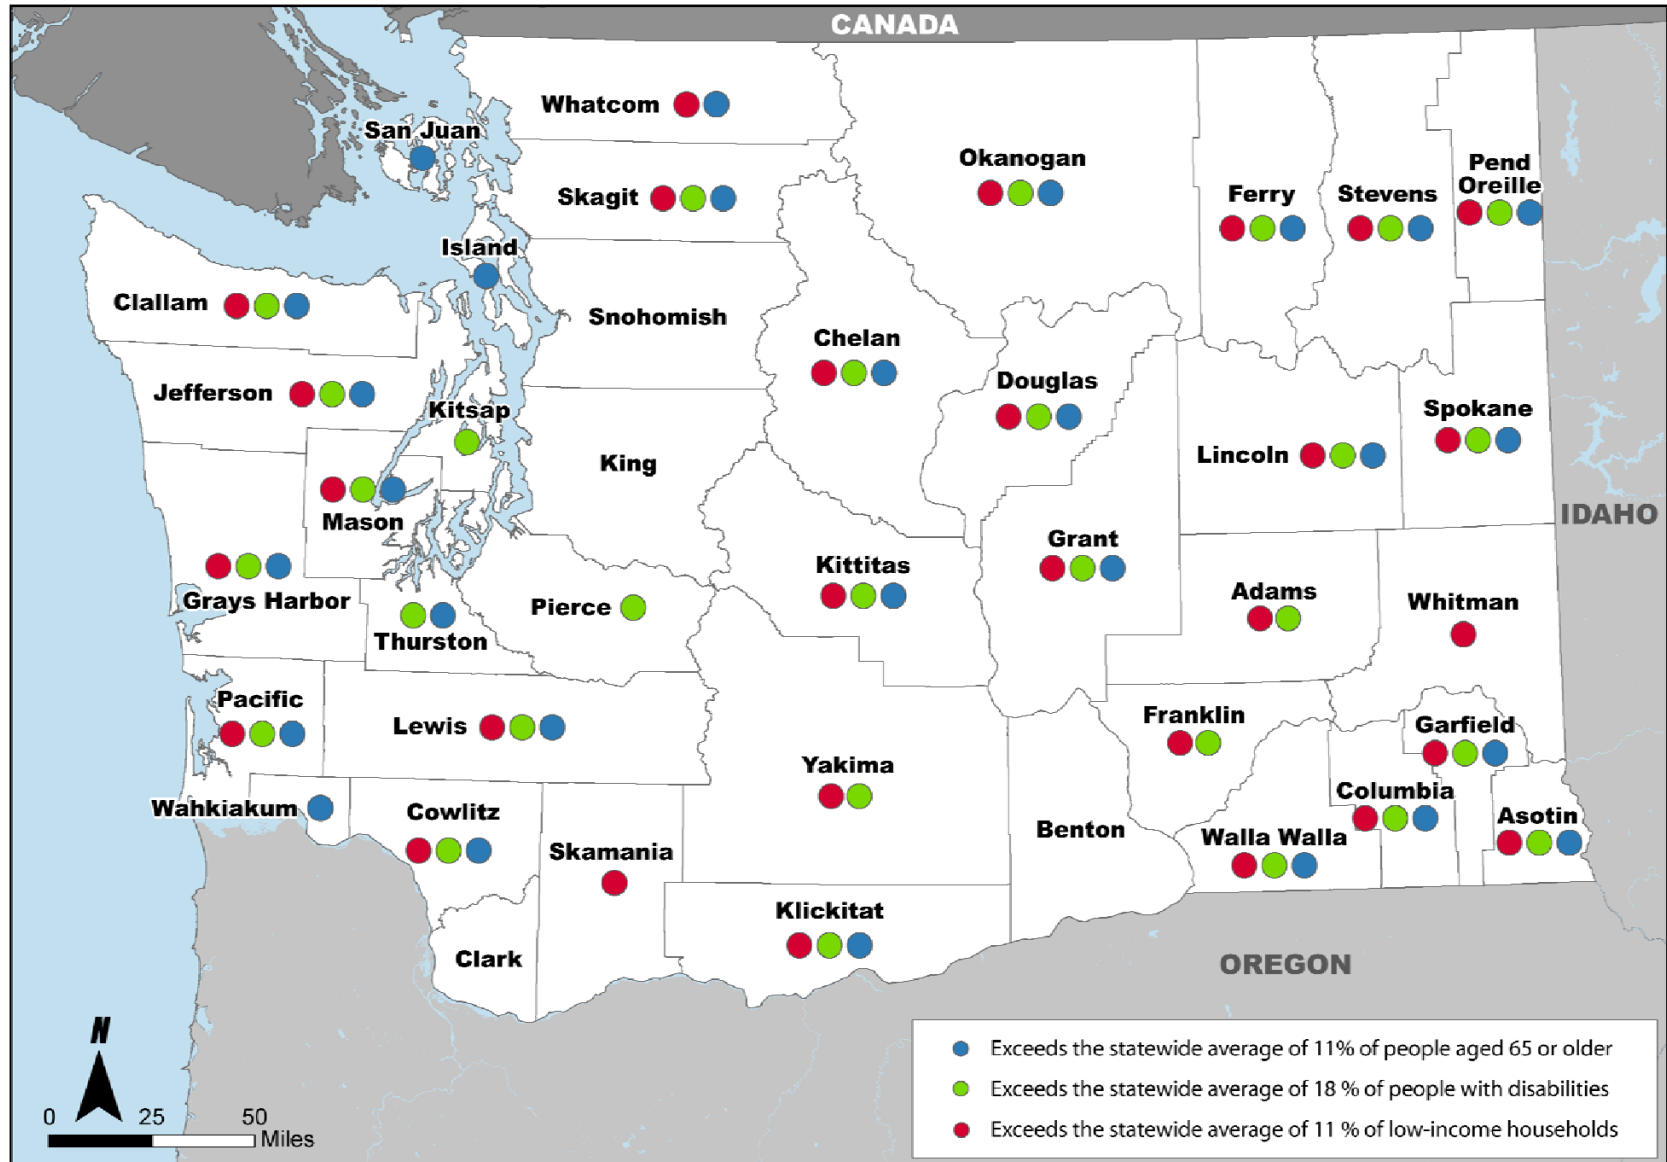 CANADA
Whatcom
San Juan
Okanogan
Pend
Oreille
Skagit
Ferry
Stevens
Island
Clallam
Snohomish
Chelan
Jefferson
Douglas
Kitsap
Spokane
King
Lincoln
IDAHO
Mason
Grant
Kittitas
Adams
Grays Harbor
Pierce
Whitman
Thurston
Pacific
Franklin
Lewis
Garfield
Yakima
Columbia
Wahkiakum
Cowlitz
Asotin
Benton
Walla Walla
Skamania
Klickitat
Clark
OREGON
N
0 25 50
Miles
Exceeds the statewide average of 11% of people aged 65 or older
Exceeds the statewide average of 18 % of people with disabilities
Exceeds the statewide average of 11 % of low-income households